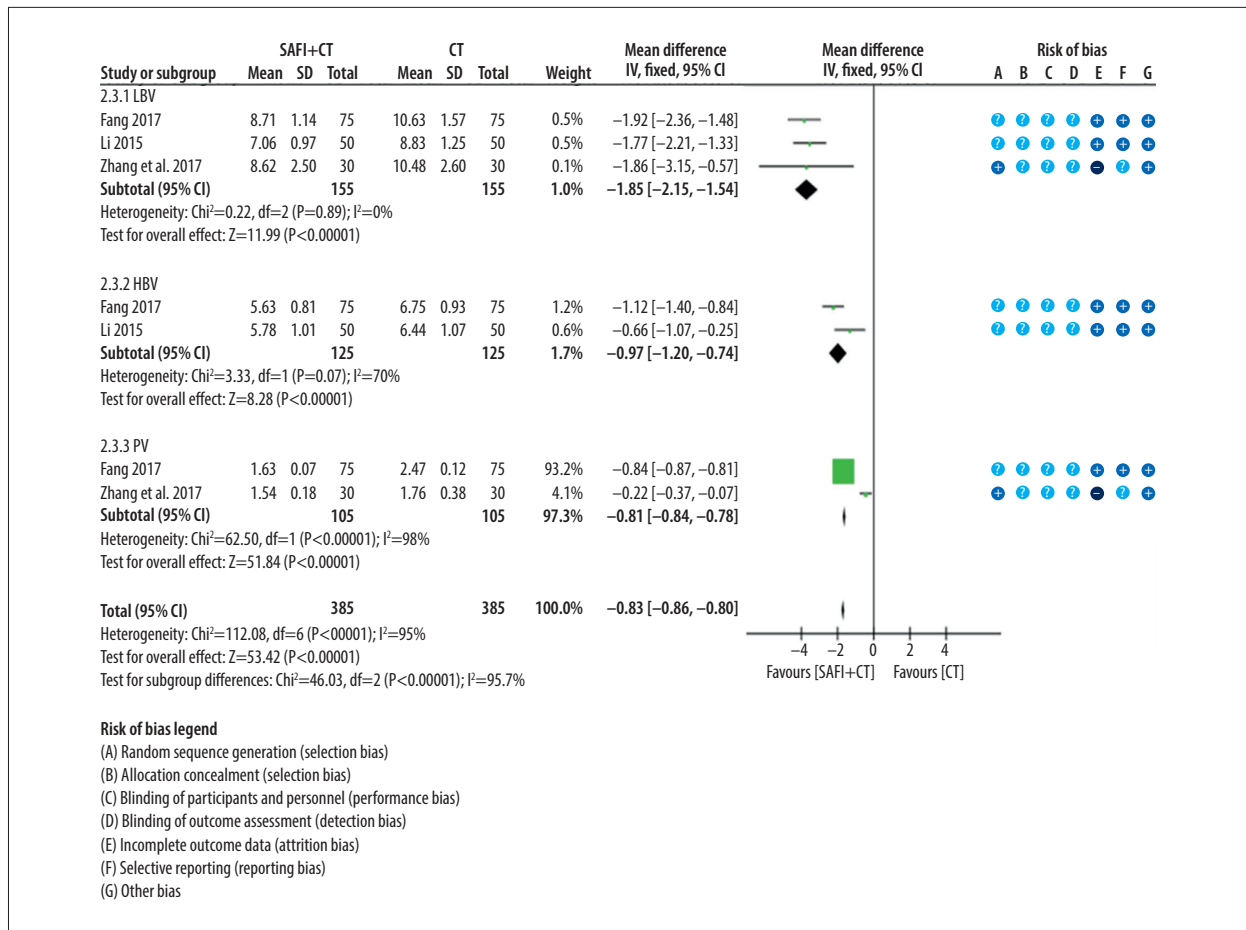 SAFI+CT CT Mean difference Mean difference Risk of bias
Study or subgroup Mean SD Total Mean SD Total Weight IV, fixed, 95% CI IV, fixed, 95% CI A B C D E F G
2.3.1 LBV
Fang 2017 8.71 1.14 75 10.63 1.57 75 0.5% −1.92 [−2.36, −1.48] ? ? ? ? + + +
Li 2015 7.06 0.97 50 8.83 1.25 50 0.5% −1.77 [−2.21, −1.33] ? ? ? ? + + +
Zhang et al. 2017 8.62 2.50 30 10.48 2.60 30 0.1% −1.86 [−3.15, −0.57] + ? ? ? − ? +
Subtotal (95% CI) 155 155 1.0% −1.85 [−2.15, −1.54]
Heterogeneity: Chi²=0.22, df=2 (P=0.89); I²=0%
Test for overall effect: Z=11.99 (P<0.00001)
2.3.2 HBV
Fang 2017 5.63 0.81 75 6.75 0.93 75 1.2% −1.12 [−1.40, −0.84] ? ? ? ? + + +
Li 2015 5.78 1.01 50 6.44 1.07 50 0.6% −0.66 [−1.07, −0.25] ? ? ? ? + + +
Subtotal (95% CI) 125 125 1.7% −0.97 [−1.20, −0.74]
Heterogeneity: Chi²=3.33, df=1 (P=0.07); I²=70%
Test for overall effect: Z=8.28 (P<0.00001)
2.3.3 PV
Fang 2017 1.63 0.07 75 2.47 0.12 75 93.2% −0.84 [−0.87, −0.81] ? ? ? ? + + +
Zhang et al. 2017 1.54 0.18 30 1.76 0.38 30 4.1% −0.22 [−0.37, −0.07] + ? ? ? − ? +
Subtotal (95% CI) 105 105 97.3% −0.81 [−0.84, −0.78]
Heterogeneity: Chi²=62.50, df=1 (P<0.00001); I²=98%
Test for overall effect: Z=51.84 (P<0.00001)
Total (95% CI) 385 385 100.0% −0.83 [−0.86, −0.80]
Heterogeneity: Chi²=112.08, df=6 (P<00001); I²=95%
Test for overall effect: Z=53.42 (P<0.00001)
Test for subgroup differences: Chi²=46.03, df=2 (P<0.00001); I²=95.7%
−4 −2 0 2 4
Favours [SAFI+CT] Favours [CT]
Risk of bias legend
(A) Random sequence generation (selection bias)
(B) Allocation concealment (selection bias)
(C) Blinding of participants and personnel (performance bias)
(D) Blinding of outcome assessment (detection bias)
(E) Incomplete outcome data (attrition bias)
(F) Selective reporting (reporting bias)
(G) Other bias